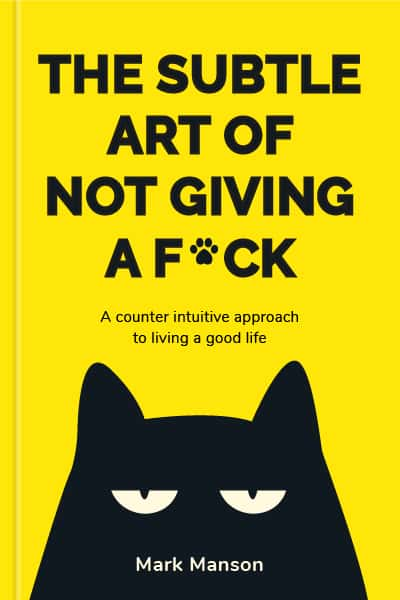 THE SUBTLE
ART OF
NOT GIVING
A F*CK
A counter intuitive approach
to living a good life
Mark Manson